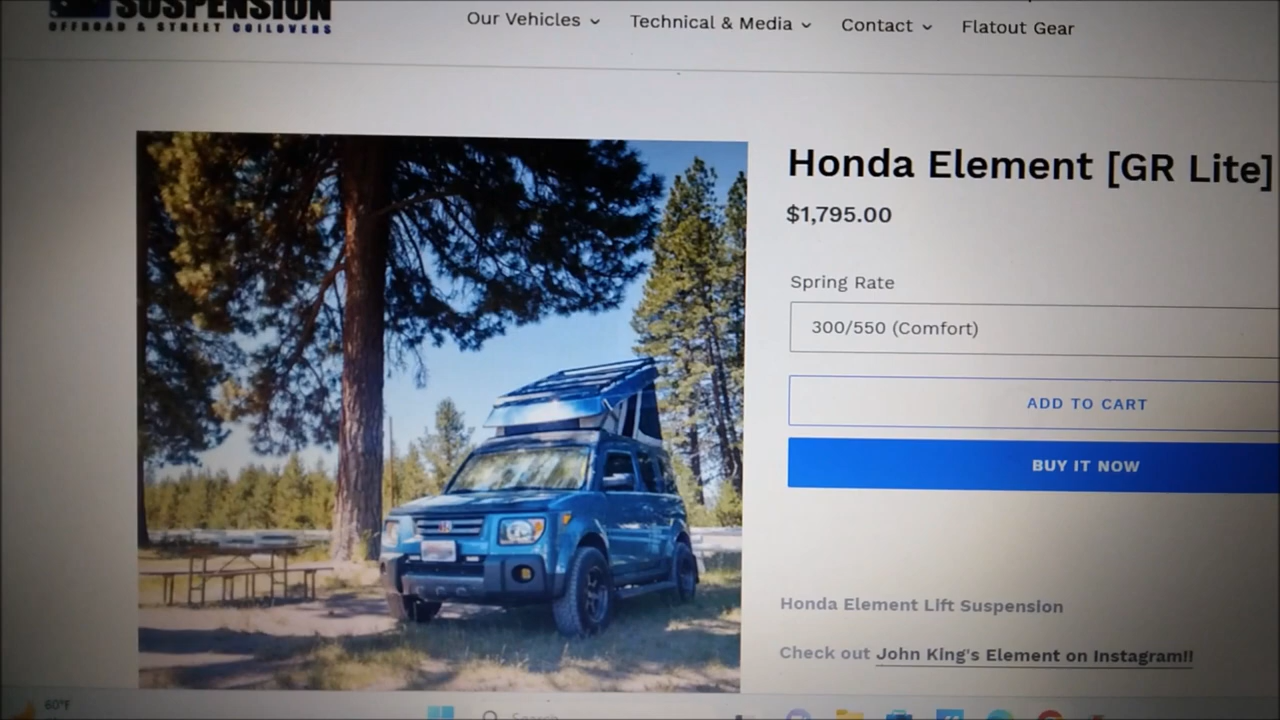 SUSPENSION
OFFROAD & STREET COILOVERS
Our Vehicles
Technical & Media
Contact
Flatout Gear
Honda Element [GR Lite]
$1,795.00
Spring Rate
300/550 (Comfort)
ADD TO CART
BUY IT NOW
Honda Element Lift Suspension
Check out John King's Element on Instagram!!
60°F
Search